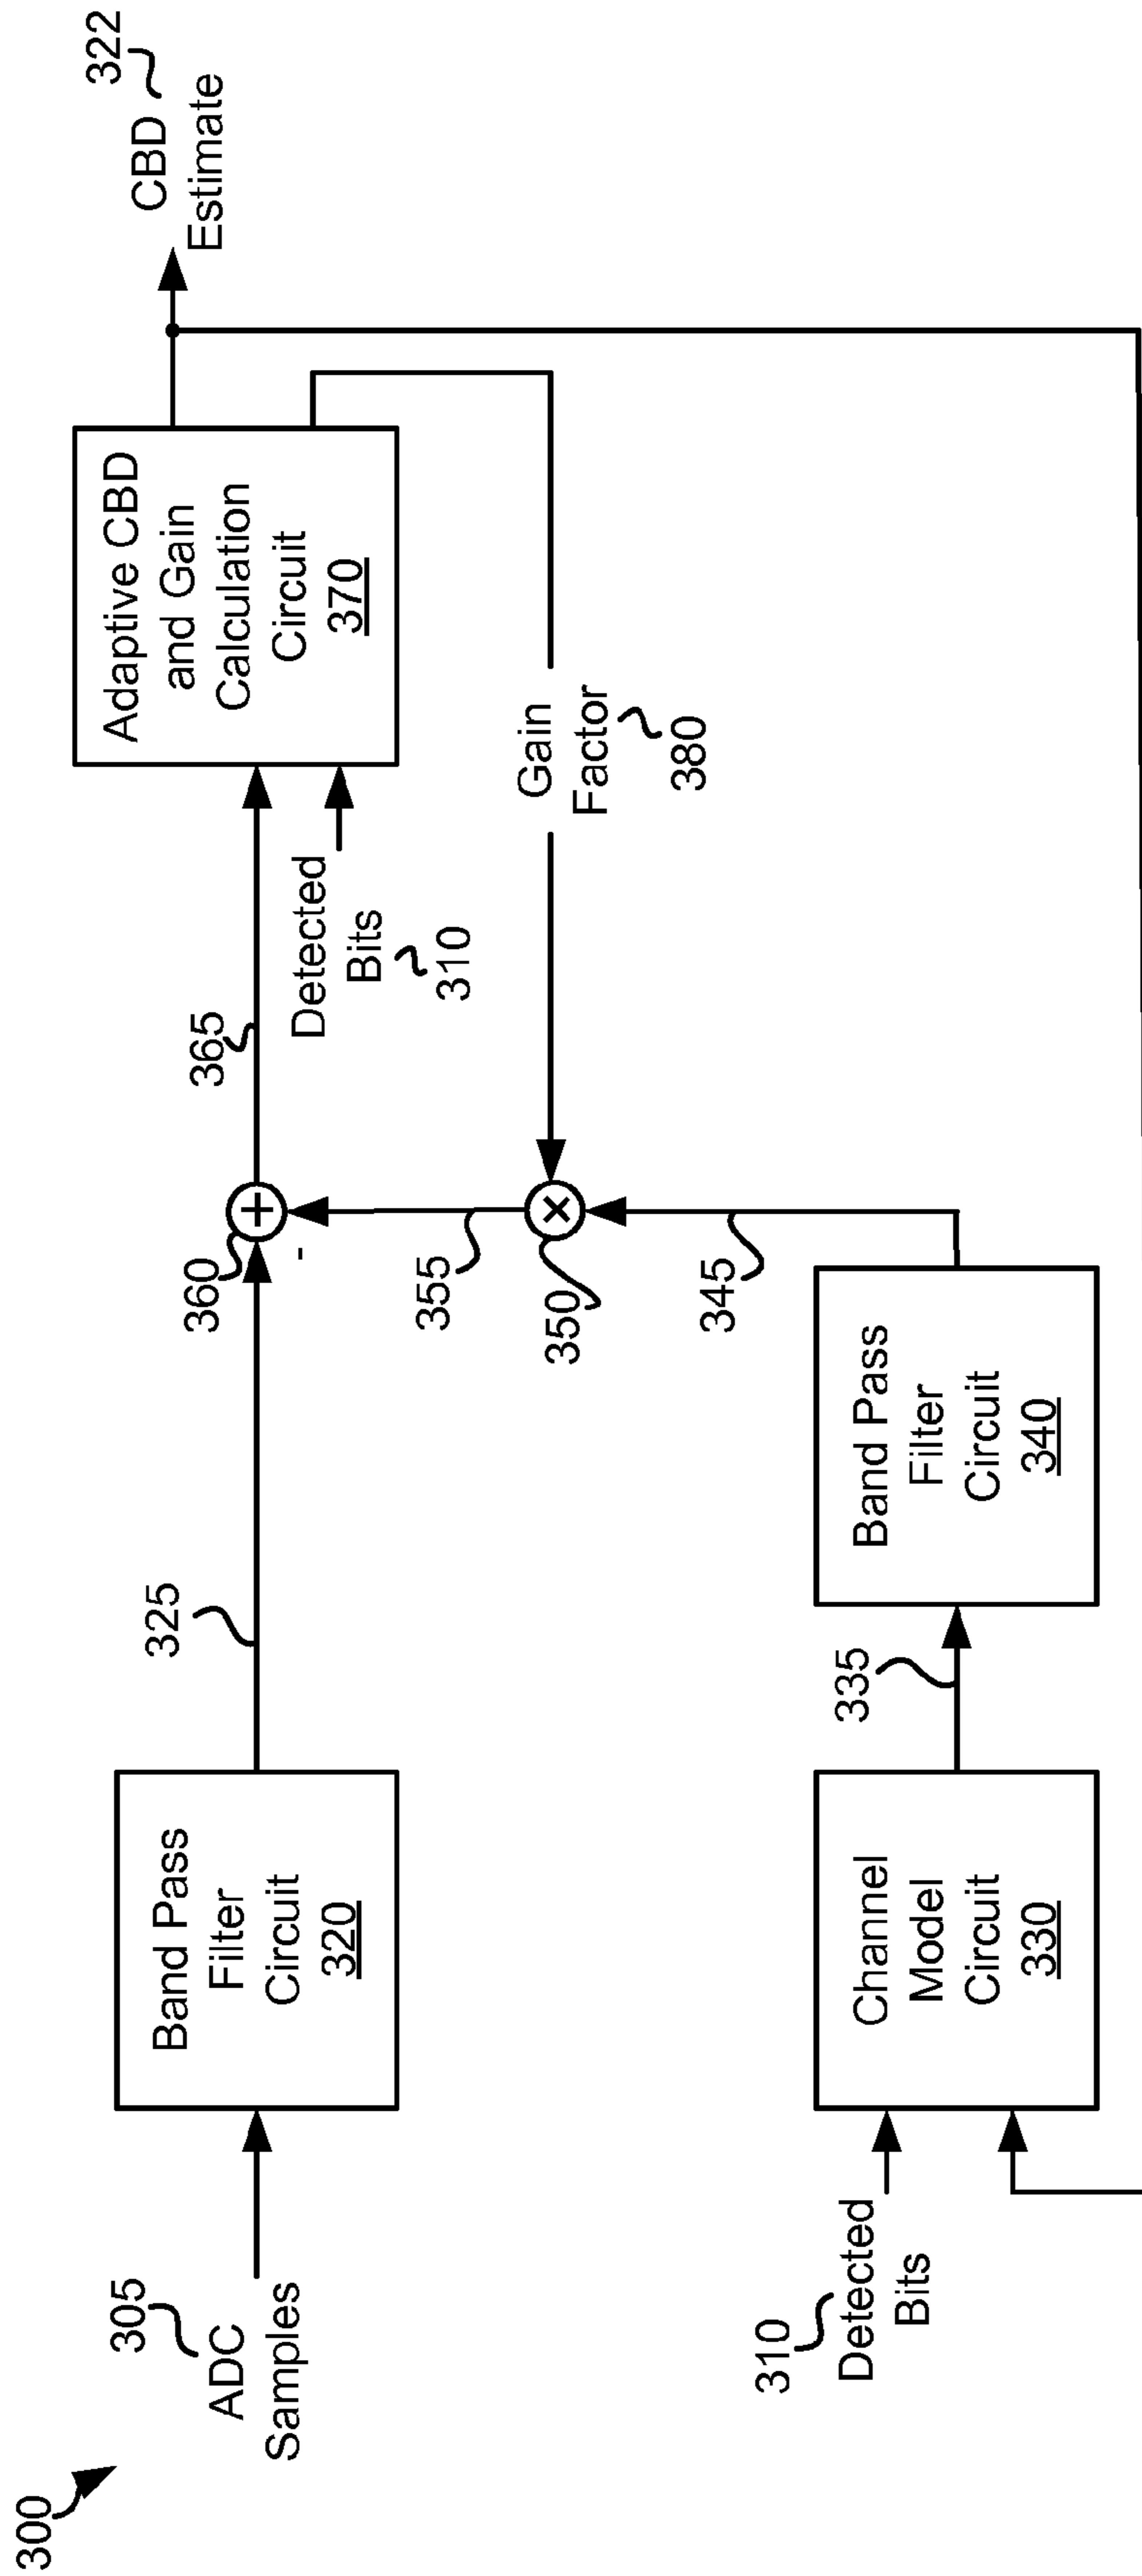 300
305
ADC
Samples
Band Pass
Filter
Circuit
320
325
360
-
365
Adaptive CBD
and Gain
Calculation
Circuit
370
322
CBD
Estimate
Detected
Bits
310
355
350
Gain
Factor
380
345
310
Detected
Bits
Channel
Model
Circuit
330
335
Band Pass
Filter
Circuit
340